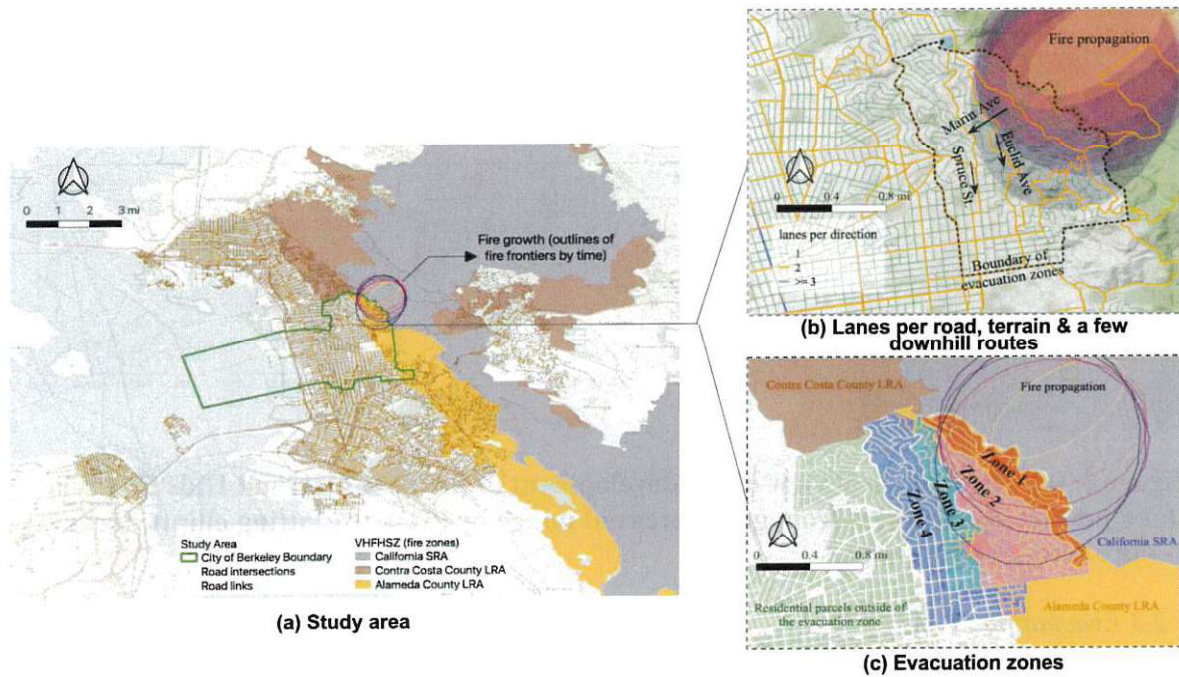 0 1 2 3 mi
Fire growth (outlines of
fire frontiers by time)
Study Area
City of Berkeley Boundary
Road intersections
Road links
VHFHSZ (fire zones)
California SRA
Contra Costa County LRA
Alameda County LRA
(a) Study area
Fire propagation
Marin Ave
Euclid Ave
Spruce St
0 0.4 0.8 mi
lanes per direction
1
2
>= 3
Boundary of
evacuation zones
(b) Lanes per road, terrain & a few
downhill routes
Contra Costa County LRA
Fire propagation
Zone 1
Zone 2
Zone 3
Zone 4
0 0.4 0.8 mi
California SRA
Residential parcels outside of
the evacuation zone
Alameda County LRA
(c) Evacuation zones